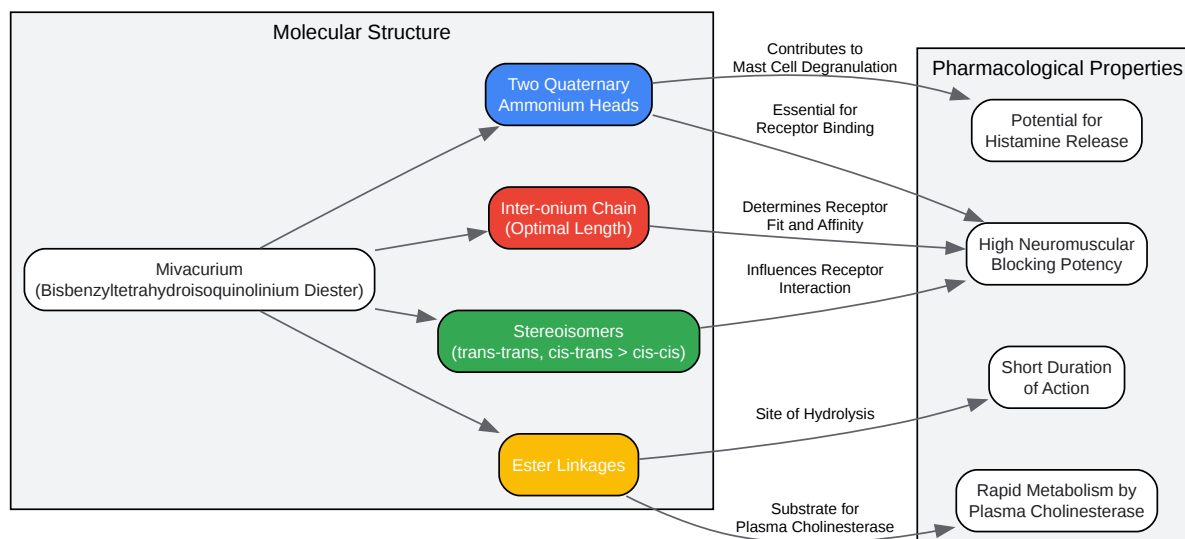 Molecular Structure
Two Quaternary
Ammonium Heads
Inter-onium Chain
(Optimal Length)
Mivacurium
(Bisbenzyltetrahydroisoquinolinium Diester)
Stereoisomers
(trans-trans, cis-trans > cis-cis)
Ester Linkages
Contributes to
Mast Cell Degranulation
Essential for
Receptor Binding
Determines Receptor
Fit and Affinity
Influences Receptor
Interaction
Site of Hydrolysis
Substrate for
Plasma Cholinesterase
Pharmacological Properties
Potential for
Histamine Release
High Neuromuscular
Blocking Potency
Short Duration
of Action
Rapid Metabolism by
Plasma Cholinesterase